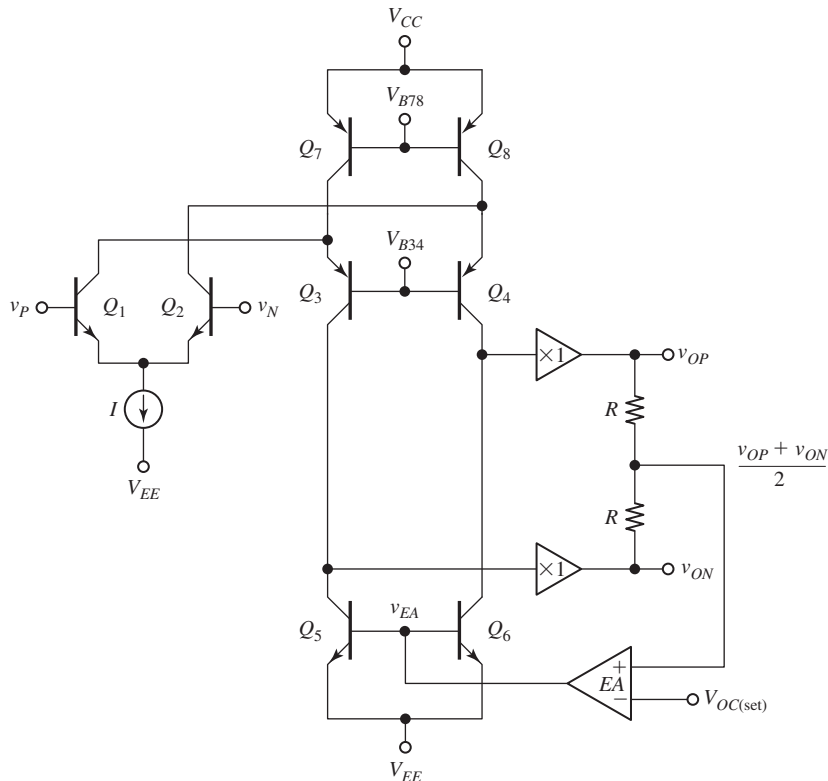 V_CC
V_B78
Q_7
Q_8
V_B34
v_P
Q_1
Q_2
v_N
Q_3
Q_4
×1
v_OP
I
R
V_EE
v_OP + v_ON
2
R
×1
v_ON
v_EA
Q_5
Q_6
+
EA
−
V_OC(set)
V_EE